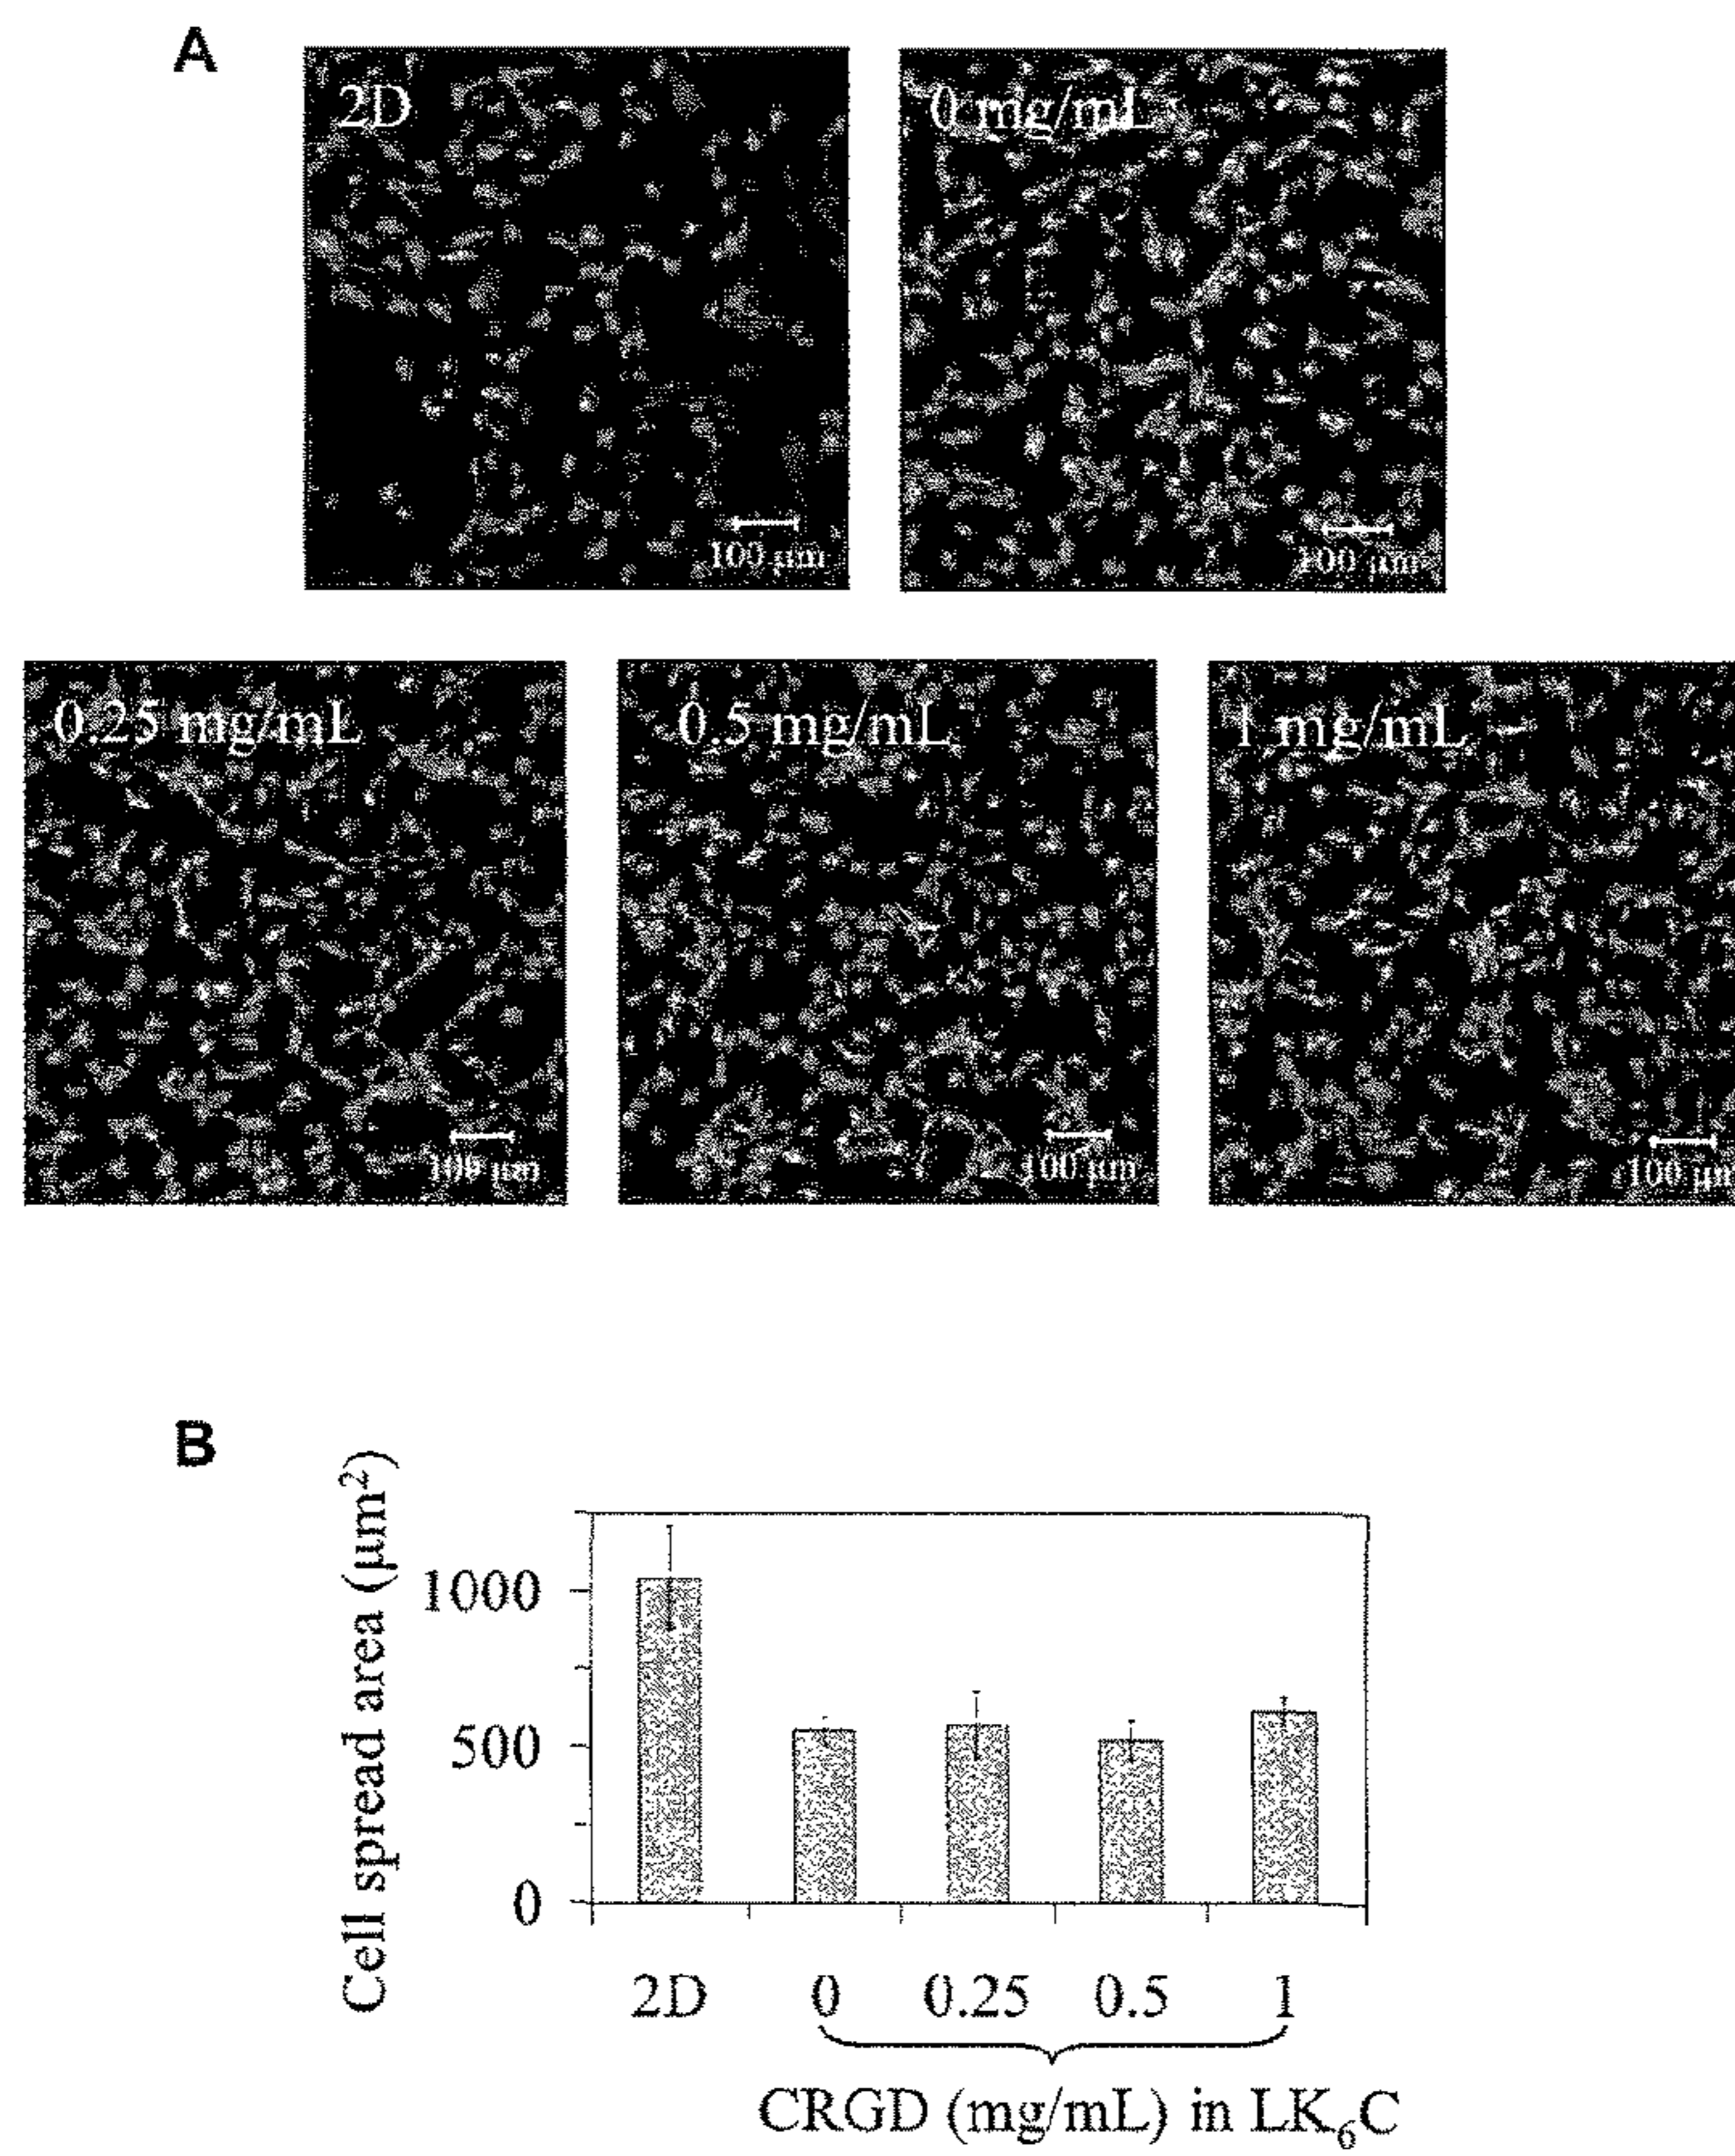 A
2D
100 µm
0 mg/mL
100 µm
0.25 mg/mL
100 µm
0.5 mg/mL
100 µm
1 mg/mL
100 µm
B
Cell spread area (µm²)
1000
500
0
2D 0 0.25 0.5 1
CRGD (mg/mL) in LK₆C